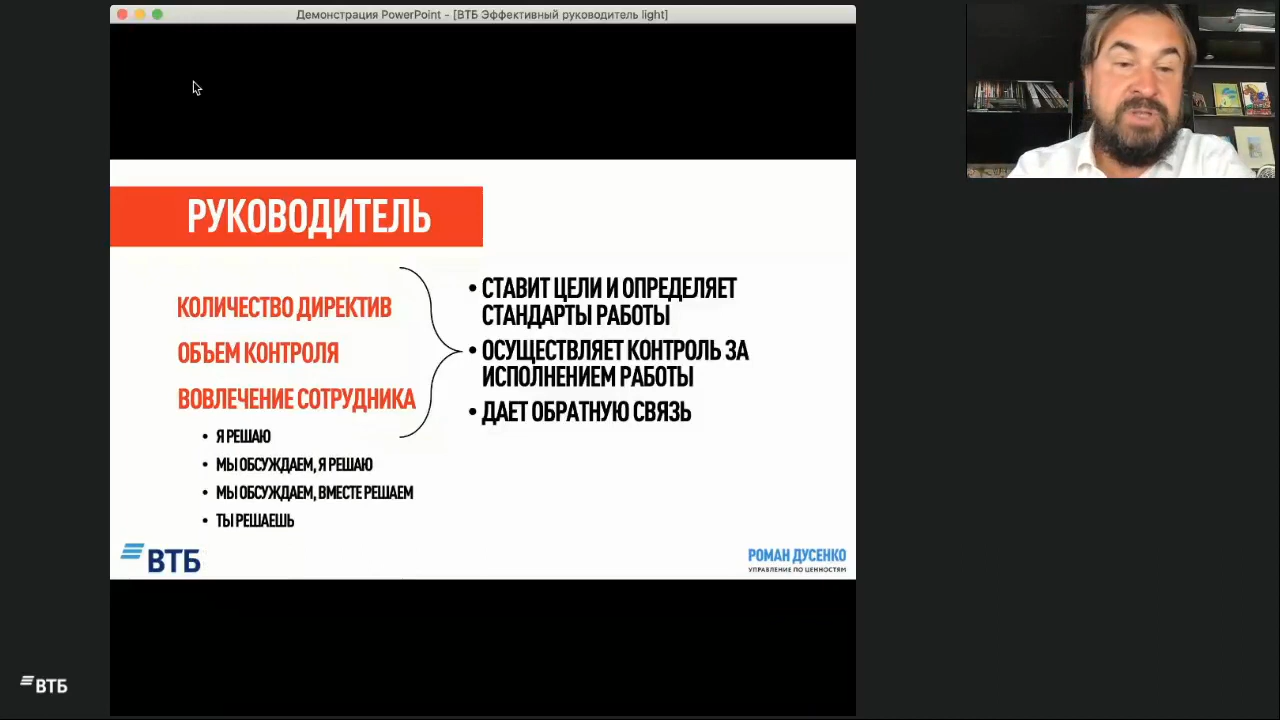 Демонстрация PowerPoint - [ВТБ Эффективный руководитель light]
РУКОВОДИТЕЛЬ
КОЛИЧЕСТВО ДИРЕКТИВ
ОБЪЕМ КОНТРОЛЯ
ВОВЛЕЧЕНИЕ СОТРУДНИКА
• Я РЕШАЮ
• МЫ ОБСУЖДАЕМ, Я РЕШАЮ
• МЫ ОБСУЖДАЕМ, ВМЕСТЕ РЕШАЕМ
• ТЫ РЕШАЕШЬ
• СТАВИТ ЦЕЛИ И ОПРЕДЕЛЯЕТ
СТАНДАРТЫ РАБОТЫ
• ОСУЩЕСТВЛЯЕТ КОНТРОЛЬ ЗА
ИСПОЛНЕНИЕМ РАБОТЫ
• ДАЕТ ОБРАТНУЮ СВЯЗЬ
ВТБ
РОМАН ДУСЕНКО
УПРАВЛЕНИЕ ПО ЦЕННОСТЯМ
ВТБ